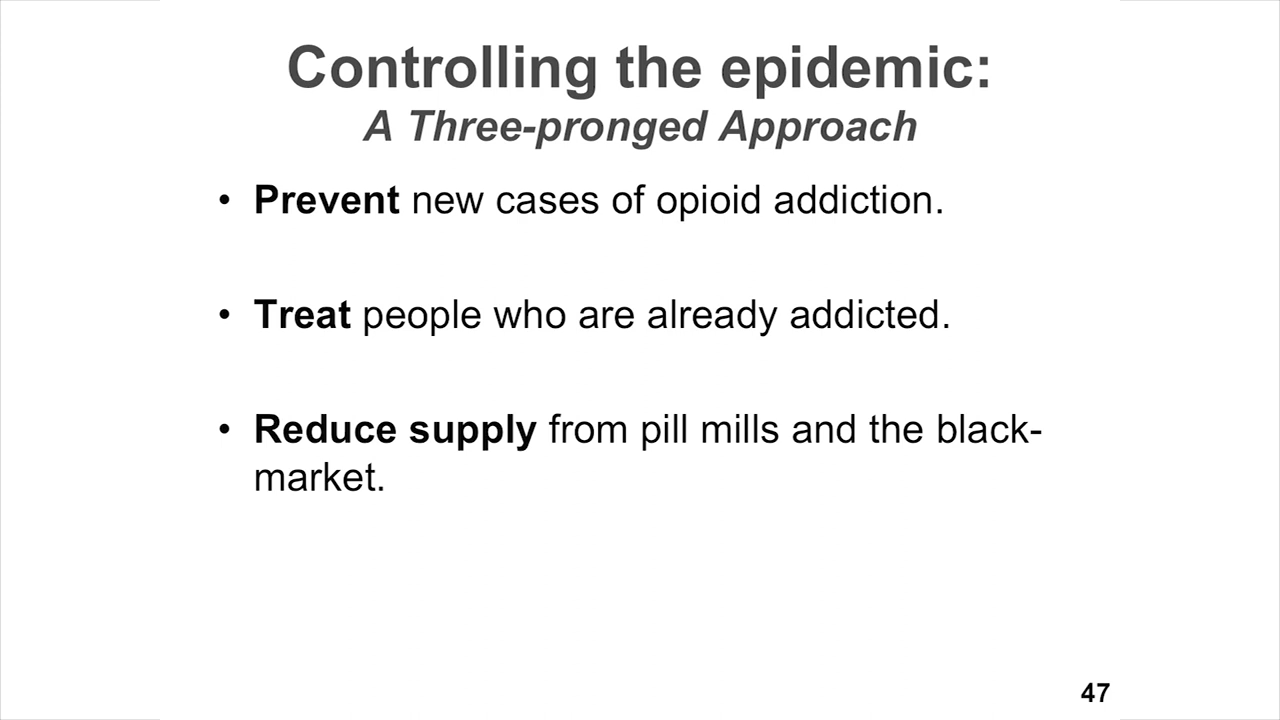 Controlling the epidemic:
A Three-pronged Approach
• Prevent new cases of opioid addiction.
• Treat people who are already addicted.
• Reduce supply from pill mills and the black-
market.
47